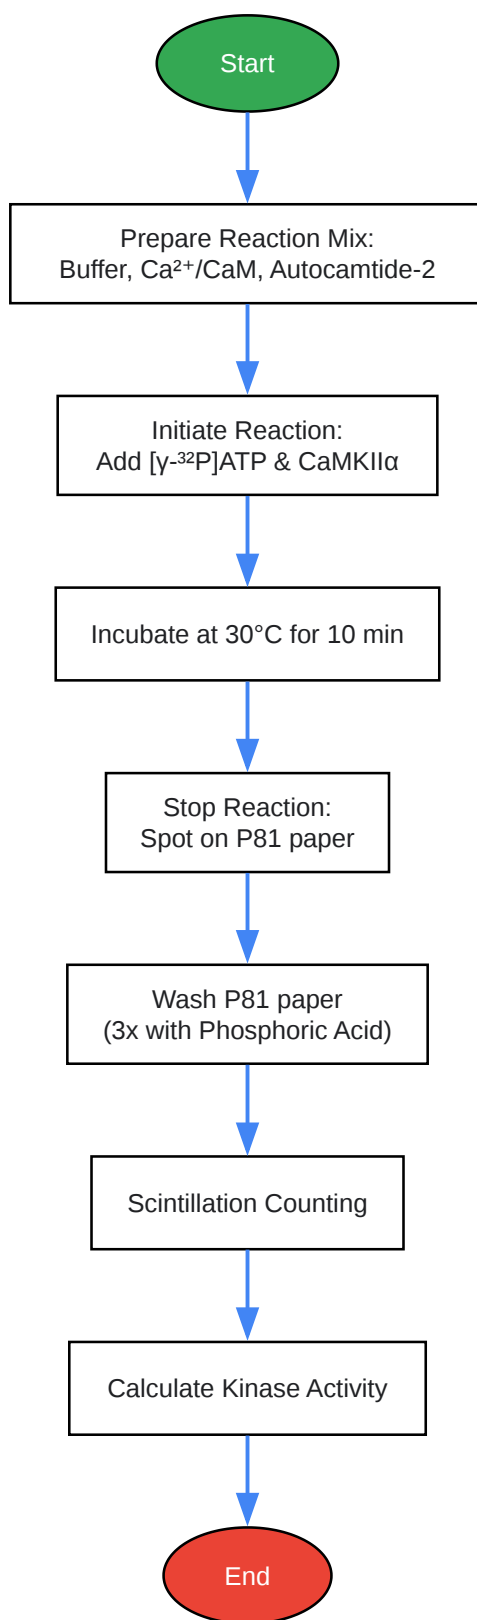 Start
Prepare Reaction Mix:
Buffer, Ca²⁺/CaM, Autocamtide-2
Initiate Reaction:
Add [γ-³²P]ATP & CaMKIIα
Incubate at 30°C for 10 min
Stop Reaction:
Spot on P81 paper
Wash P81 paper
(3x with Phosphoric Acid)
Scintillation Counting
Calculate Kinase Activity
End